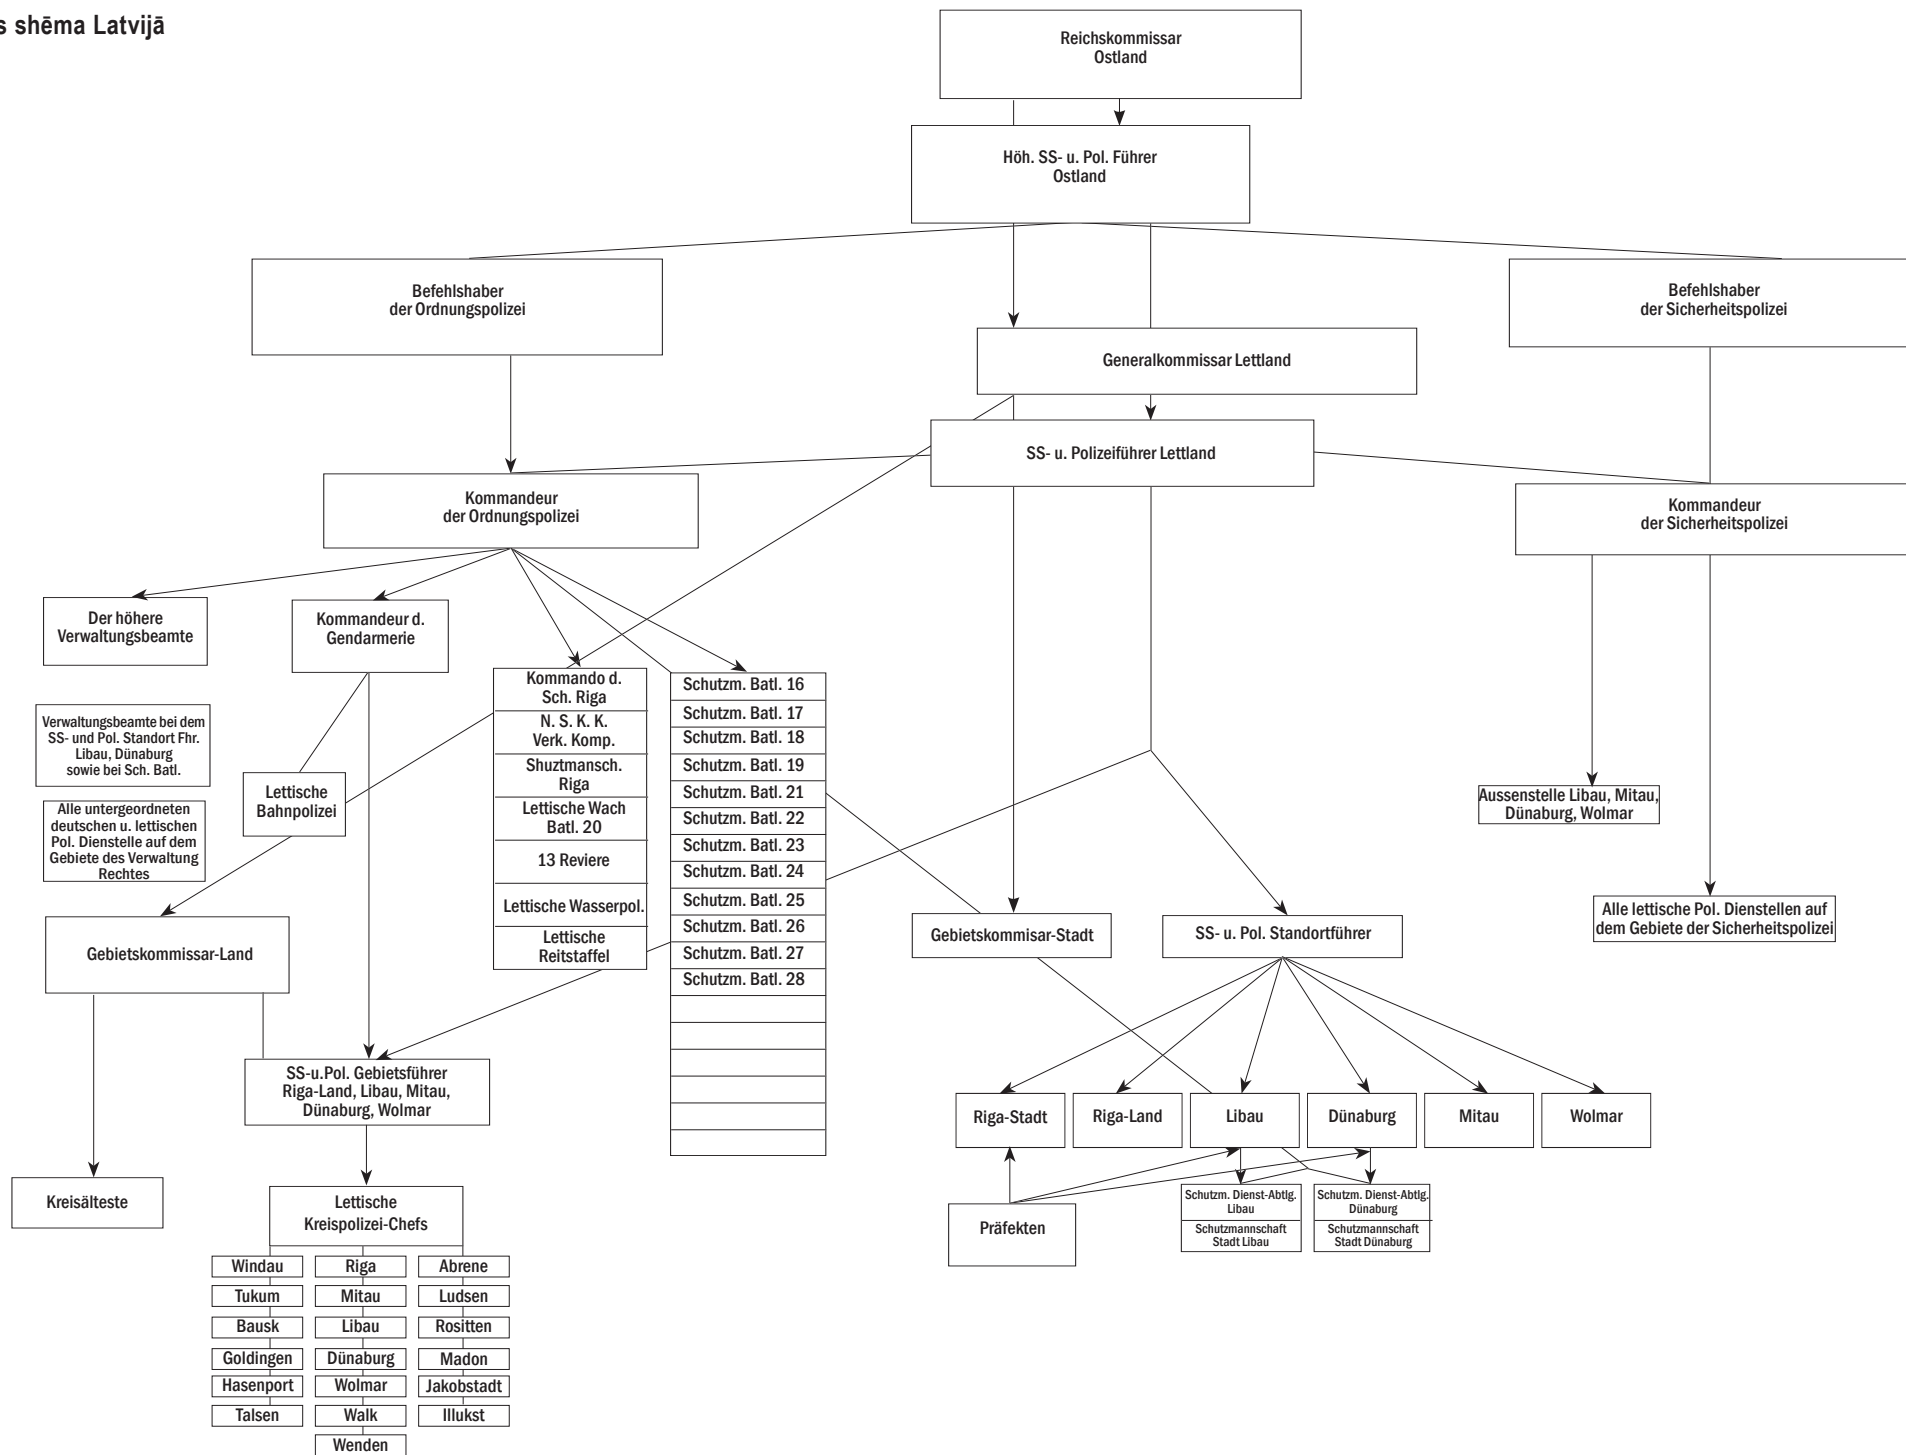 s shēma Latvijā
Reichskommissar
Ostland
Höh. SS- u. Pol. Führer
Ostland
Befehlshaber
der Ordnungspolizei
Befehlshaber
der Sicherheitspolizei
Generalkommissar Lettland
SS- u. Polizeiführer Lettland
Kommandeur
der Ordnungspolizei
Kommandeur
der Sicherheitspolizei
Der höhere
Verwaltungsbeamte
Kommandeur d.
Gendarmerie
Verwaltungsbeamte bei dem
SS- und Pol. Standort Fhr.
Libau, Dünaburg
sowie bei Sch. Batl.
Alle untergeordneten
deutschen u. lettischen
Pol. Dienstelle auf dem
Gebiete des Verwaltung
Rechtes
Lettische
Bahnpolizei
Kommando d.
Sch. Riga
N. S. K. K.
Verk. Komp.
Shuztmansch.
Riga
Lettische Wach
Batl. 20
13 Reviere
Lettische Wasserpol.
Lettische
Reitstaffel
Schutzm. Batl. 16
Schutzm. Batl. 17
Schutzm. Batl. 18
Schutzm. Batl. 19
Schutzm. Batl. 21
Schutzm. Batl. 22
Schutzm. Batl. 23
Schutzm. Batl. 24
Schutzm. Batl. 25
Schutzm. Batl. 26
Schutzm. Batl. 27
Schutzm. Batl. 28
Aussenstelle Libau, Mitau,
Dünaburg, Wolmar
Alle lettische Pol. Dienstellen auf
dem Gebiete der Sicherheitspolizei
Gebietskommissar-Land
Gebietskommisar-Stadt
SS- u. Pol. Standortführer
SS-u.Pol. Gebietsführer
Riga-Land, Libau, Mitau,
Dünaburg, Wolmar
Riga-Stadt
Riga-Land
Libau
Dünaburg
Mitau
Wolmar
Kreisälteste
Lettische
Kreispolizei-Chefs
Präfekten
Schutzm. Dienst-Abtlg.
Libau
Schutzmannschaft
Stadt Libau
Schutzm. Dienst-Abtlg.
Dünaburg
Schutzmannschaft
Stadt Dünaburg
Windau
Tukum
Bausk
Goldingen
Hasenport
Talsen
Riga
Mitau
Libau
Dünaburg
Wolmar
Walk
Wenden
Abrene
Ludsen
Rositten
Madon
Jakobstadt
Illukst